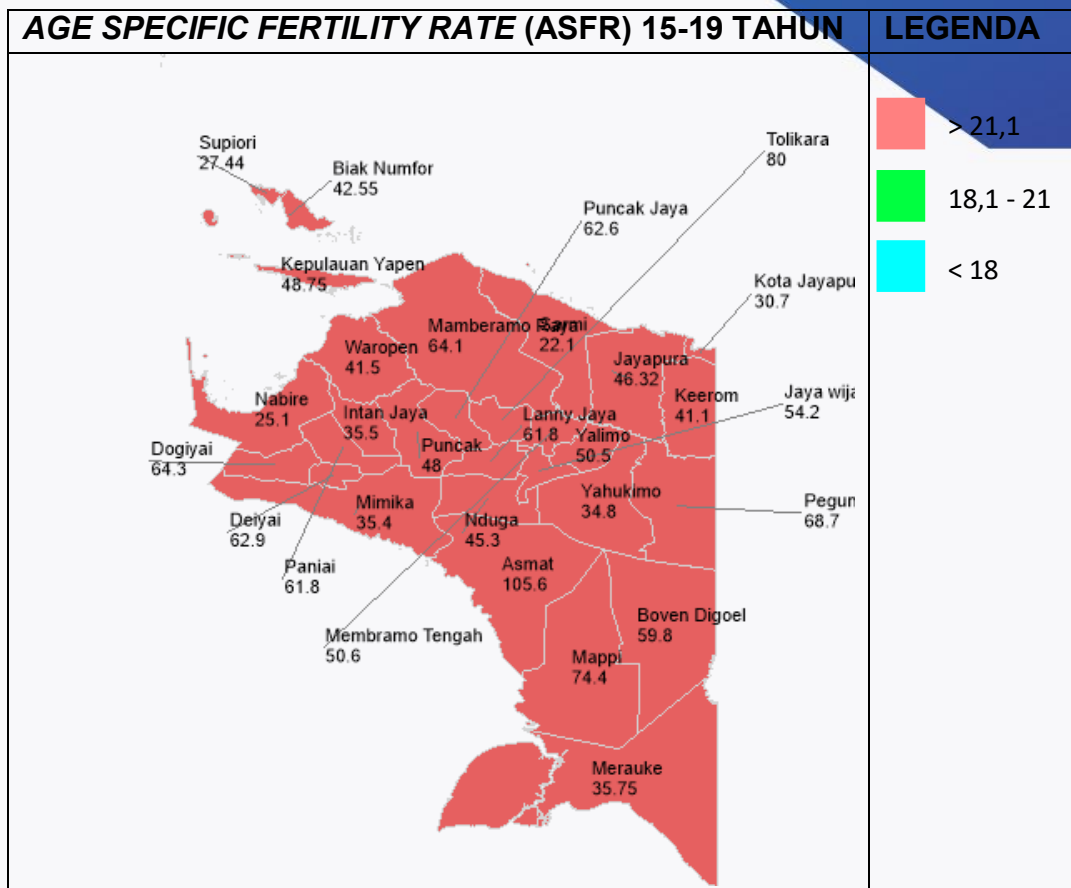 AGE SPECIFIC FERTILITY RATE (ASFR) 15-19 TAHUN
LEGENDA
> 21,1
18,1 - 21
< 18
Supiori
27.44
Biak Numfor
42.55
Tolikara
80
Puncak Jaya
62.6
Kepulauan Yapen
48.75
Kota Jayapu
30.7
Mamberamo Raya
64.1
Sarmi
22.1
Waropen
41.5
Jayapura
46.32
Keerom
41.1
Jaya wija
54.2
Nabire
25.1
Intan Jaya
35.5
Lanny Jaya
61.8
Puncak
48
Yalimo
50.5
Dogiyai
64.3
Yahukimo
34.8
Pegun
68.7
Mimika
35.4
Deiyai
62.9
Nduga
45.3
Paniai
61.8
Asmat
105.6
Boven Digoel
59.8
Membramo Tengah
50.6
Mappi
74.4
Merauke
35.75